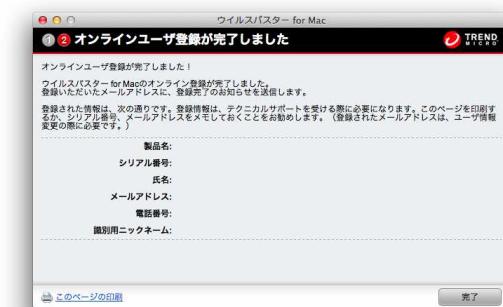 ウイルスバスター for Mac
1 2 オンラインユーザ登録が完了しました
TREND MICRO
オンラインユーザ登録が完了しました！
ウイルスバスター for Macのオンライン登録が完了しました。
登録いただいたメールアドレスに、登録完了のお知らせを送信します。
登録された情報は、次の通りです。登録情報は、テクニカルサポートを受ける際に必要になります。このページを印刷す
るか、シリアル番号、メールアドレスをメモしておくことをお勧めします。（登録されたメールアドレスは、ユーザ情報
変更の際に必要です。）
製品名:
シリアル番号:
氏名:
メールアドレス:
電話番号:
識別用ニックネーム:
このページの印刷
完了